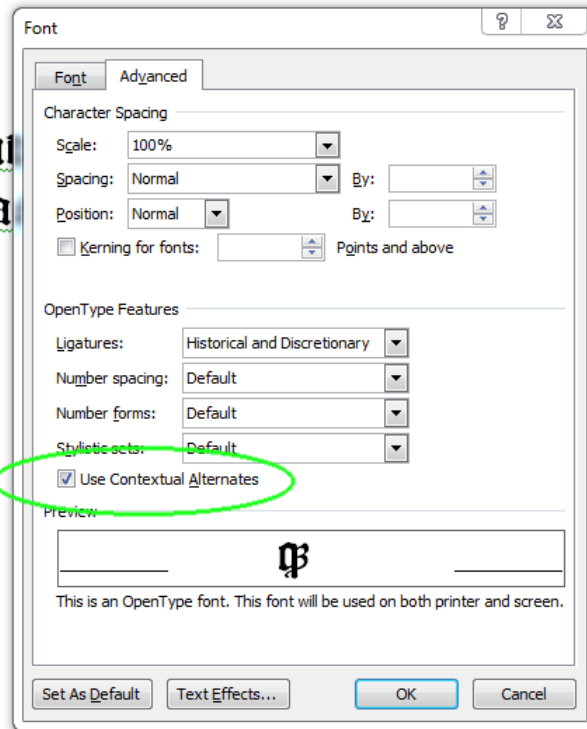 Font
Font Advanced
Character Spacing
Scale: 100%
Spacing: Normal By:
Position: Normal By:
Kerning for fonts: Points and above
OpenType Features
Ligatures: Historical and Discretionary
Number spacing: Default
Number forms: Default
Stylistic sets: Default
Use Contextual Alternates
Preview
This is an OpenType font. This font will be used on both printer and screen.
Set As Default Text Effects... OK Cancel